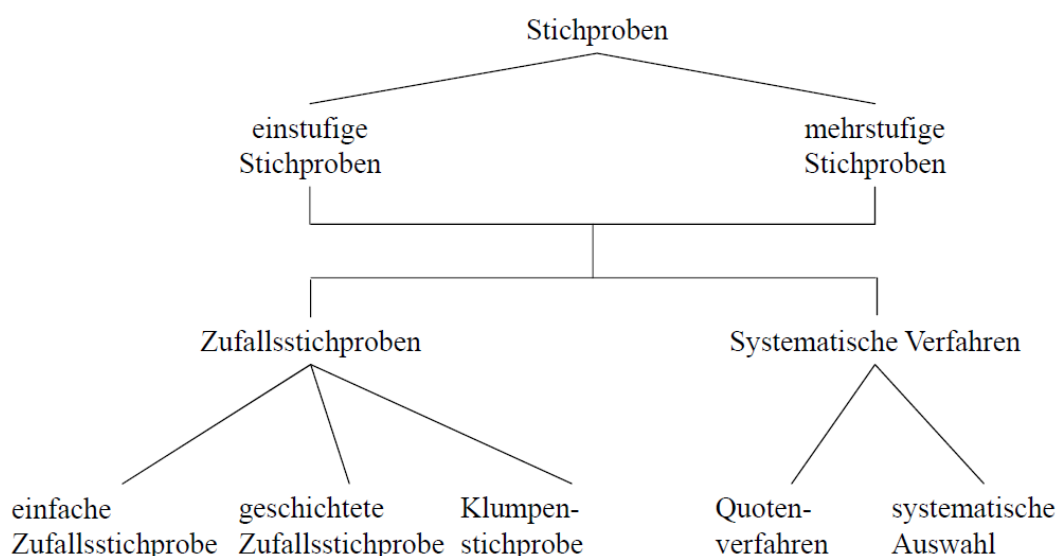 Stichproben
einstufige
Stichproben
mehrstufige
Stichproben
Zufallsstichproben
Systematische Verfahren
einfache
Zufallsstichprobe
geschichtete
Zufallsstichprobe
Klumpen-
stichprobe
Quoten-
verfahren
systematische
Auswahl